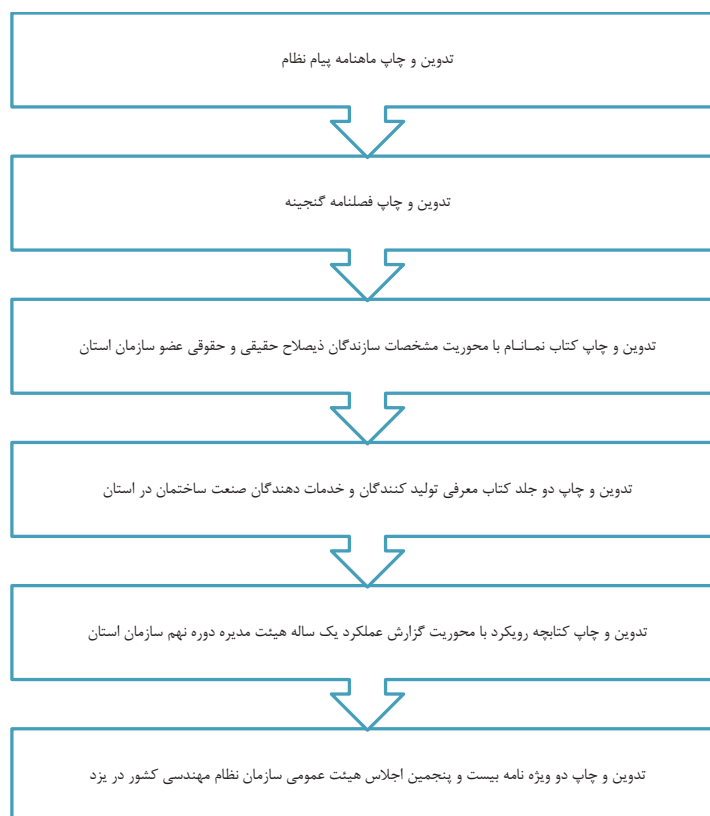 تدوین و چاپ ماهنامه پیام نظام
تدوین و چاپ فصلنامه گنجینه
تدوین و چاپ کتاب نمـانـام با محوریت مشخصات سازندگان ذیصلاح حقیقی و حقوقی عضو سازمان استان
تدوین و چاپ دو جلد کتاب معرفی تولید کنندگان و خدمات دهندگان صنعت ساختمان در استان
تدوین و چاپ کتابچه رویکرد با محوریت گزارش عملکرد یک ساله هیئت مدیره دوره نهم سازمان استان
تدوین و چاپ دو ویژه نامه بیست و پنجمین اجلاس هیئت عمومی سازمان نظام مهندسی کشور در یزد